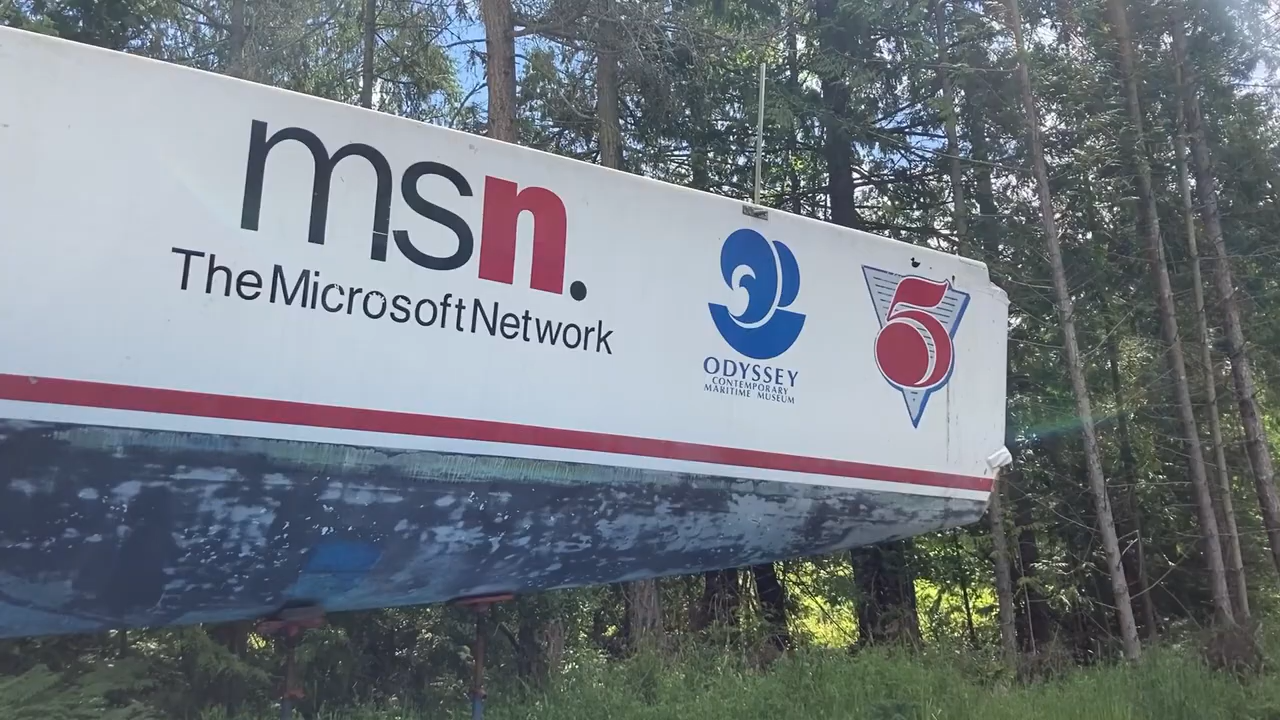 msn.
The Microsoft Network
ODYSSEY
CONTEMPORARY
MARITIME MUSEUM
5